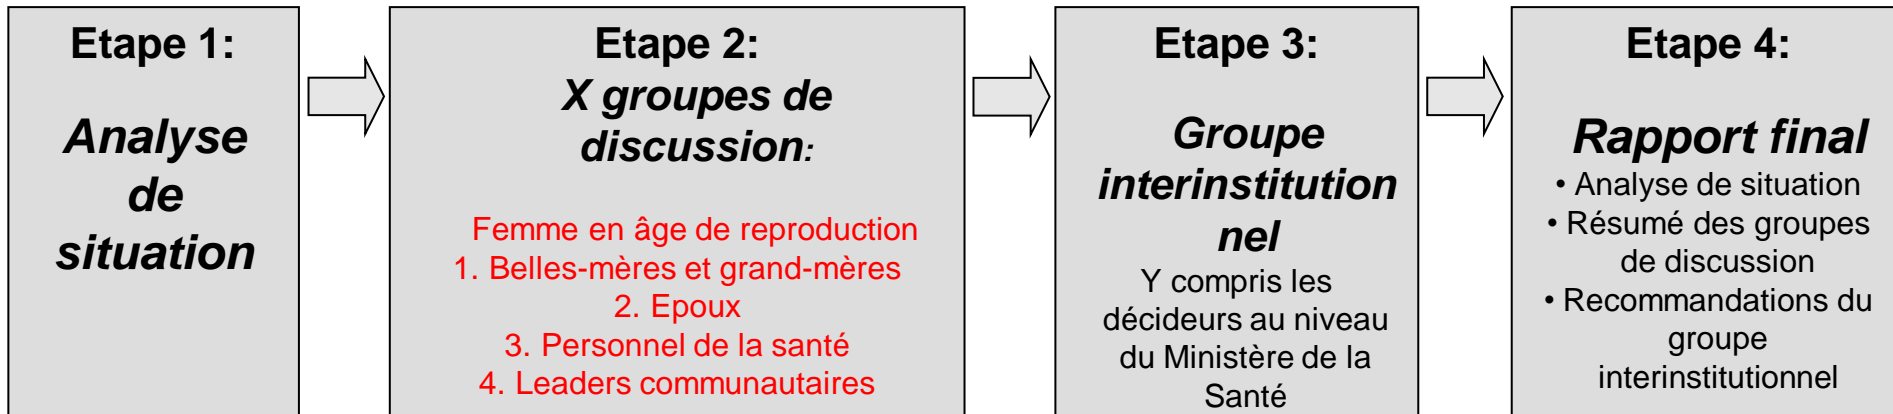 Etape 1:
Analyse
de
situation
Etape 2:
X groupes de
discussion:
Femme en âge de reproduction
1. Belles-mères et grand-mères
2. Epoux
3. Personnel de la santé
4. Leaders communautaires
Etape 3:
Groupe
interinstitution
nel
Y compris les
décideurs au niveau
du Ministère de la
Santé
Etape 4:
Rapport final
• Analyse de situation
• Résumé des groupes
de discussion
• Recommandations du
groupe
interinstitutionnel